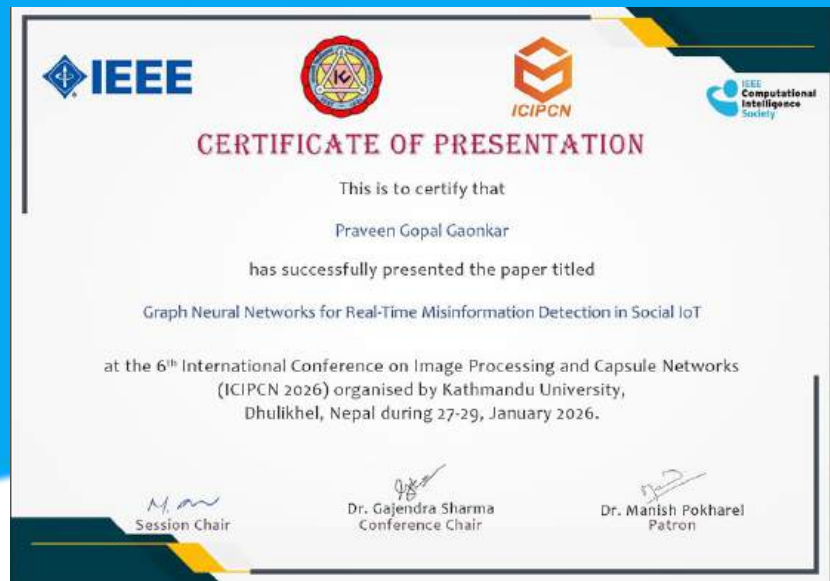 IEEE
ICIPCN
IEEE
Computational
Intelligence
Society
CERTIFICATE OF PRESENTATION
This is to certify that
Praveen Gopal Gaonkar
has successfully presented the paper titled
Graph Neural Networks for Real-Time Misinformation Detection in Social IoT
at the 6th International Conference on Image Processing and Capsule Networks
(ICIPCN 2026) organised by Kathmandu University,
Dhulikhel, Nepal during 27-29, January 2026.
Session Chair
Dr. Gajendra Sharma
Conference Chair
Dr. Manish Pokharel
Patron